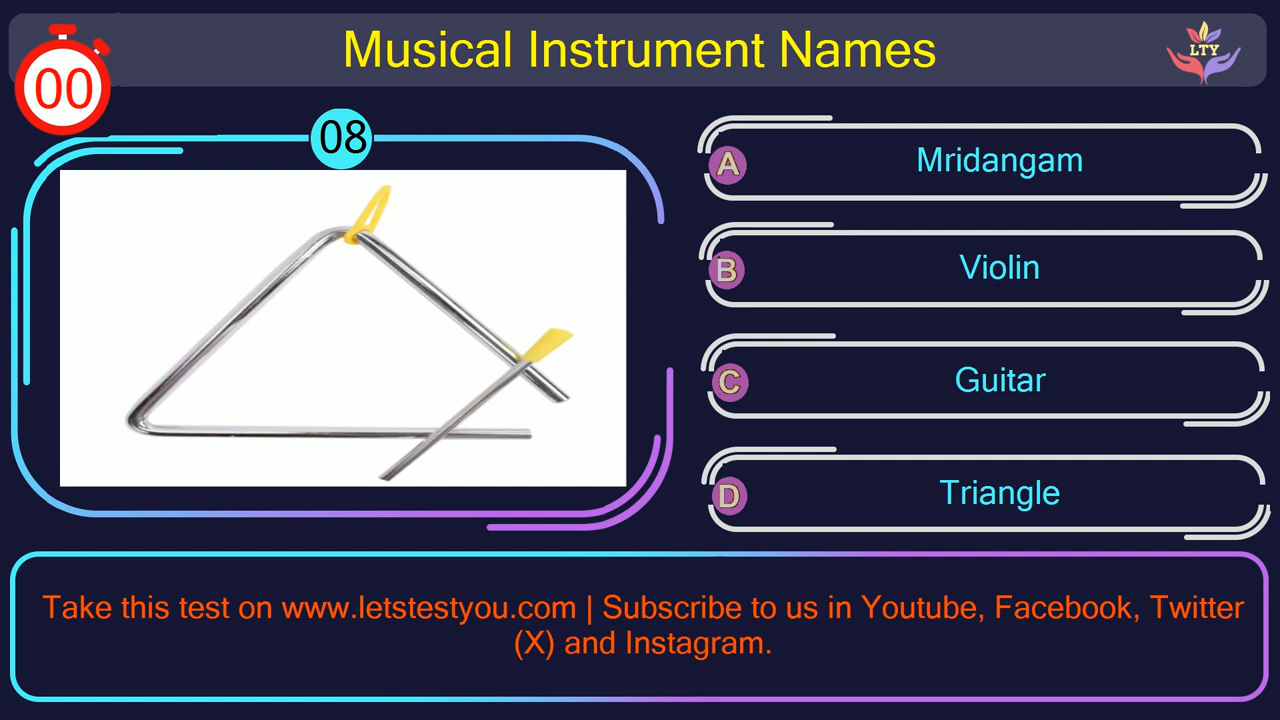 Musical Instrument Names
LTY
00
08
A
Mridangam
B
Violin
C
Guitar
D
Triangle
Take this test on www.letstestyou.com | Subscribe to us in Youtube, Facebook, Twitter
(X) and Instagram.